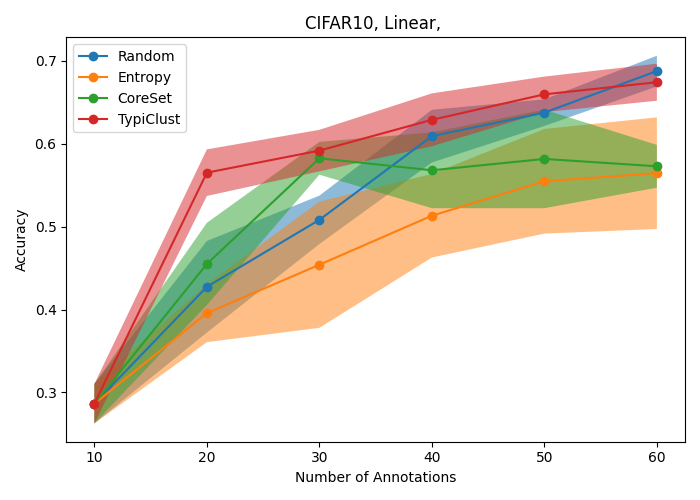 CIFAR10, Linear,
Random
Entropy
CoreSet
TypiClust
0.7
0.6
0.5
0.4
0.3
Accuracy
10 20 30 40 50 60
Number of Annotations